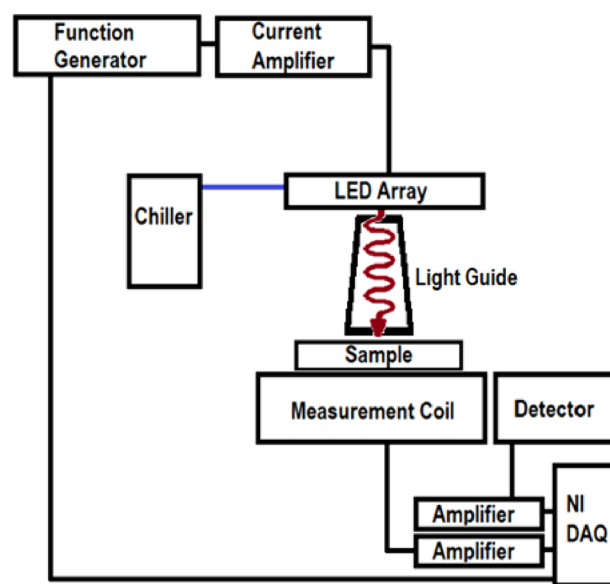 Function
Generator
Current
Amplifier
LED Array
Chiller
Light Guide
Sample
Measurement Coil
Detector
Amplifier
Amplifier
NI
DAQ